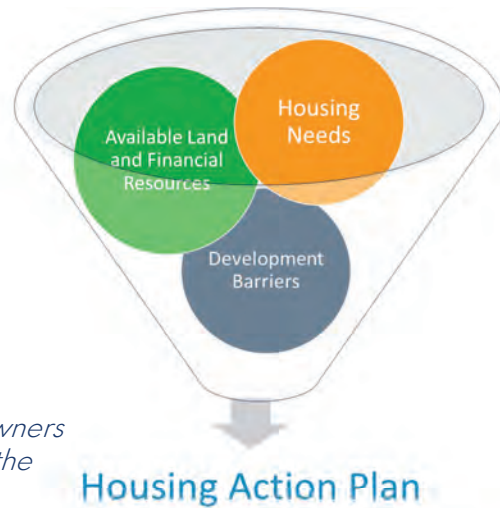 Housing
Needs
Available Land
and Financial
Resources
Development
Barriers
wners
the
Housing Action Plan